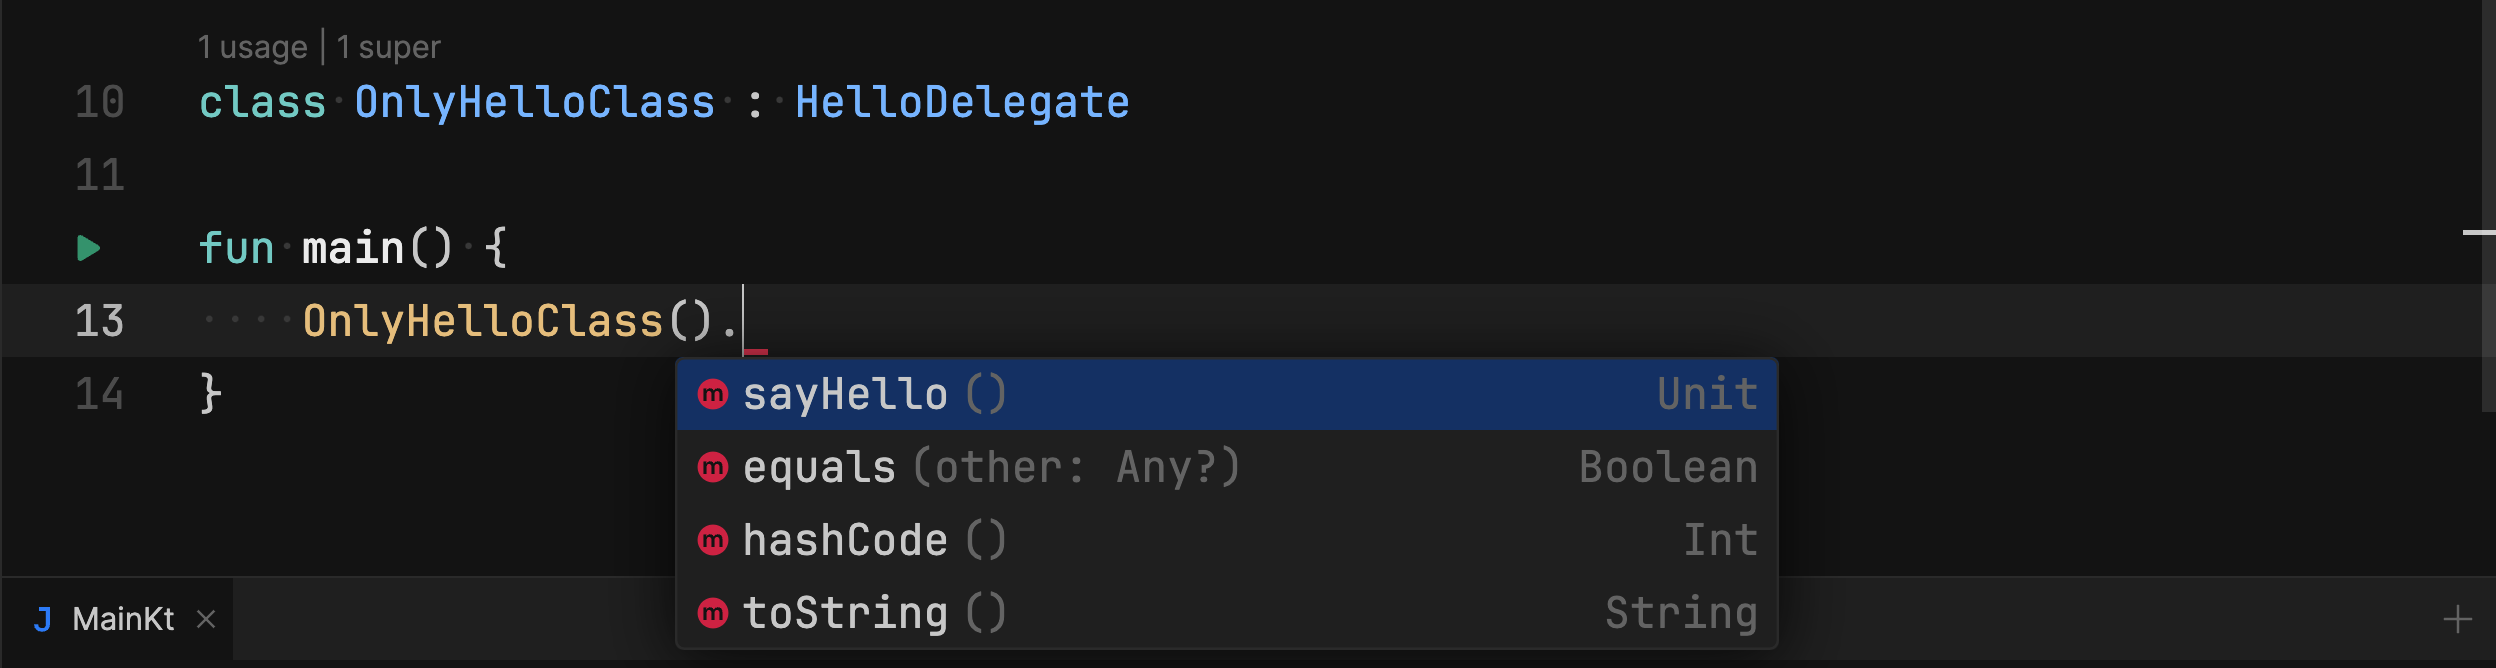 1 usage | 1 super
10 class OnlyHelloClass : HelloDelegate
11
fun main() {
13 OnlyHelloClass().
14 }
sayHello () Unit
equals (other: Any?) Boolean
hashCode () Int
toString () String
MainKt